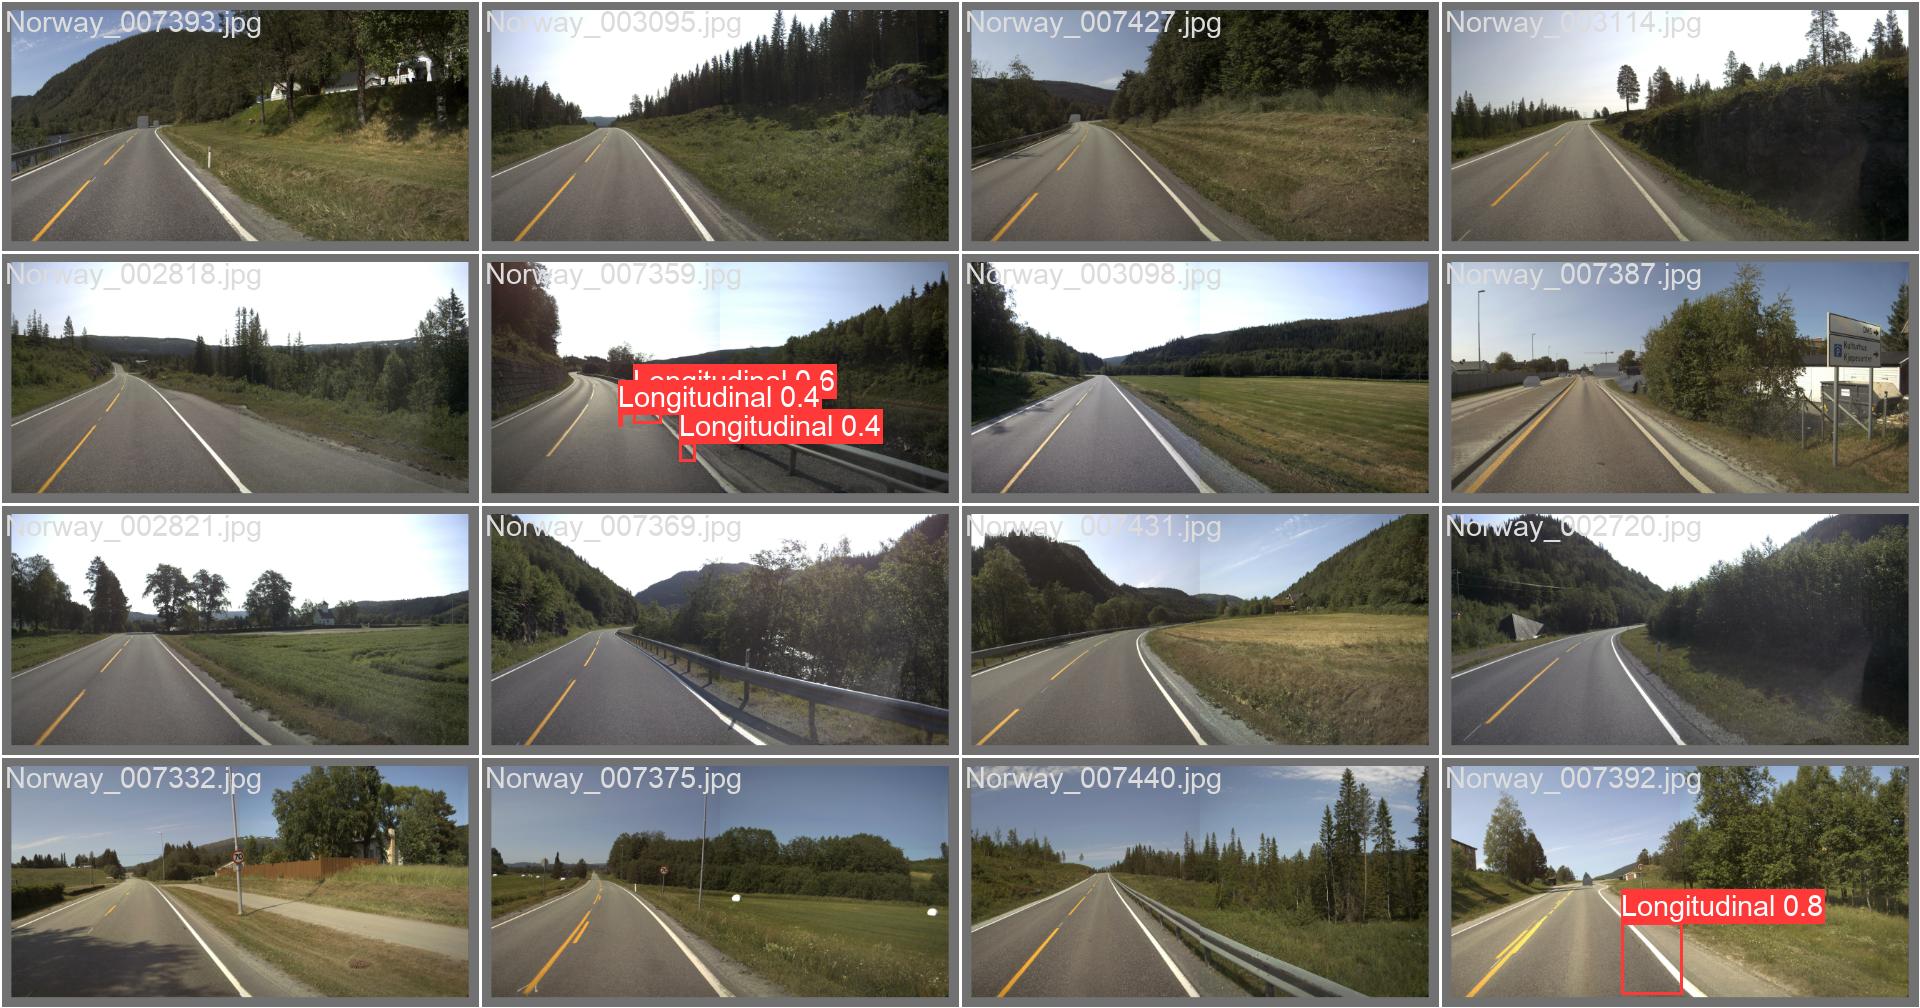 Norway_007393.jpg
Norway_003095.jpg
Norway_007427.jpg
Norway_003114.jpg
Norway_002818.jpg
Norway_007359.jpg
Longitudinal 0.6
Longitudinal 0.4
Longitudinal 0.4
Norway_003098.jpg
Norway_007387.jpg
Kulturhus
Norway_002821.jpg
Norway_007369.jpg
Norway_007431.jpg
Norway_002720.jpg
Norway_007332.jpg
70
Norway_007375.jpg
Norway_007440.jpg
Norway_007392.jpg
Longitudinal 0.8